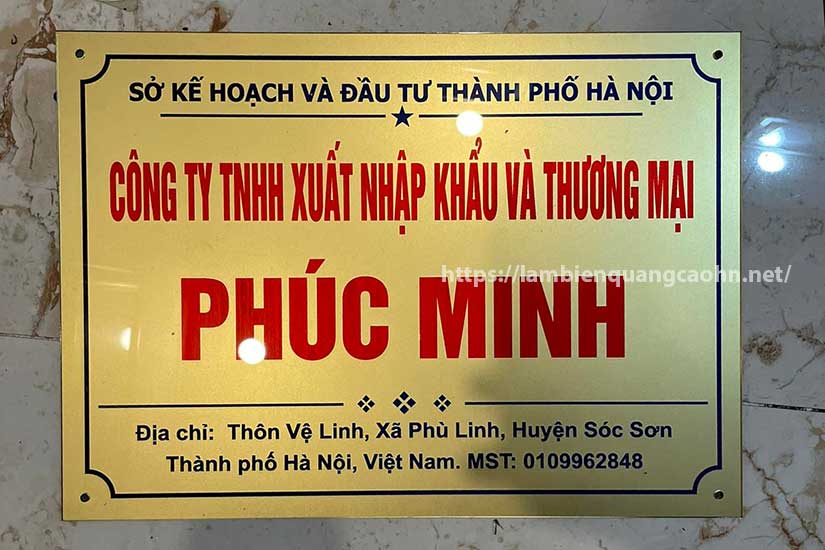 SỞ KẾ HOẠCH VÀ ĐẦU TƯ THÀNH PHỐ HÀ NỘI
CÔNG TY TNHH XUẤT NHẬP KHẨU VÀ THƯƠNG MẠI
https://lambienquangcaohn.net/
PHÚC MINH
Địa chỉ: Thôn Vệ Linh, Xã Phù Linh, Huyện Sóc Sơn
Thành phố Hà Nội, Việt Nam. MST: 0109962848